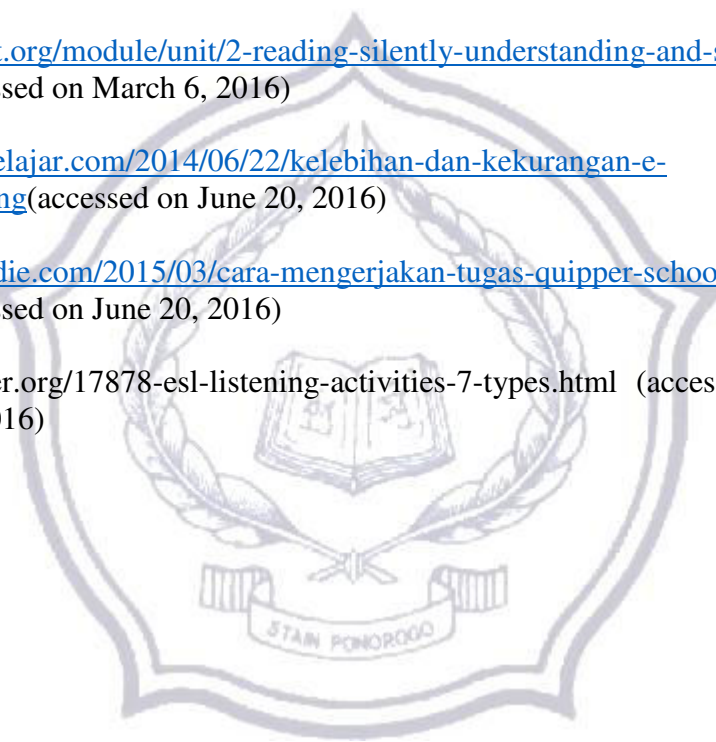 t.org/module/unit/2-reading-silently-understanding-and-s
ssed on March 6, 2016)
elajar.com/2014/06/22/kelebihan-dan-kekurangan-e-
ng(accessed on June 20, 2016)
die.com/2015/03/cara-mengerjakan-tugas-quipper-schoo
ssed on June 20, 2016)
er.org/17878-esl-listening-activities-7-types.html (acces
016)
STAIN PONOROGO